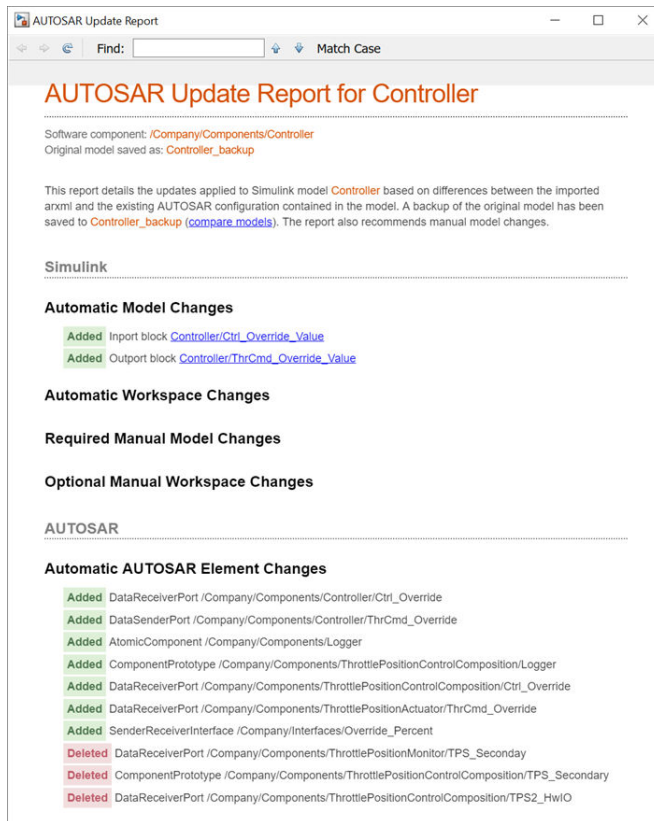 AUTOSAR Update Report
Find:
Match Case
AUTOSAR Update Report for Controller
Software component: /Company/Components/Controller
Original model saved as: Controller_backup
This report details the updates applied to Simulink model Controller based on differences between the imported
arxml and the existing AUTOSAR configuration contained in the model. A backup of the original model has been
saved to Controller_backup (compare models). The report also recommends manual model changes.
Simulink
Automatic Model Changes
Added Inport block Controller/Ctrl_Override_Value
Added Outport block Controller/ThrCmd_Override_Value
Automatic Workspace Changes
Required Manual Model Changes
Optional Manual Workspace Changes
AUTOSAR
Automatic AUTOSAR Element Changes
Added DataReceiverPort /Company/Components/Controller/Ctrl_Override
Added DataSenderPort /Company/Components/Controller/ThrCmd_Override
Added AtomicComponent /Company/Components/Logger
Added ComponentPrototype /Company/Components/ThrottlePositionControlComposition/Logger
Added DataReceiverPort /Company/Components/ThrottlePositionControlComposition/Ctrl_Override
Added DataReceiverPort /Company/Components/ThrottlePositionActuator/ThrCmd_Override
Added SenderReceiverInterface /Company/Interfaces/Override_Percent
Deleted DataReceiverPort /Company/Components/ThrottlePositionMonitor/TPS_Seconday
Deleted ComponentPrototype /Company/Components/ThrottlePositionControlComposition/TPS_Secondary
Deleted DataReceiverPort /Company/Components/ThrottlePositionControlComposition/TPS2_HwIO